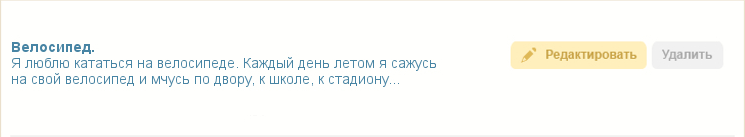 Велосипед.
Я люблю кататься на велосипеде. Каждый день летом я сажусь
на свой велосипед и мчусь по двору, к школе, к стадиону...
Редактировать
Удалить